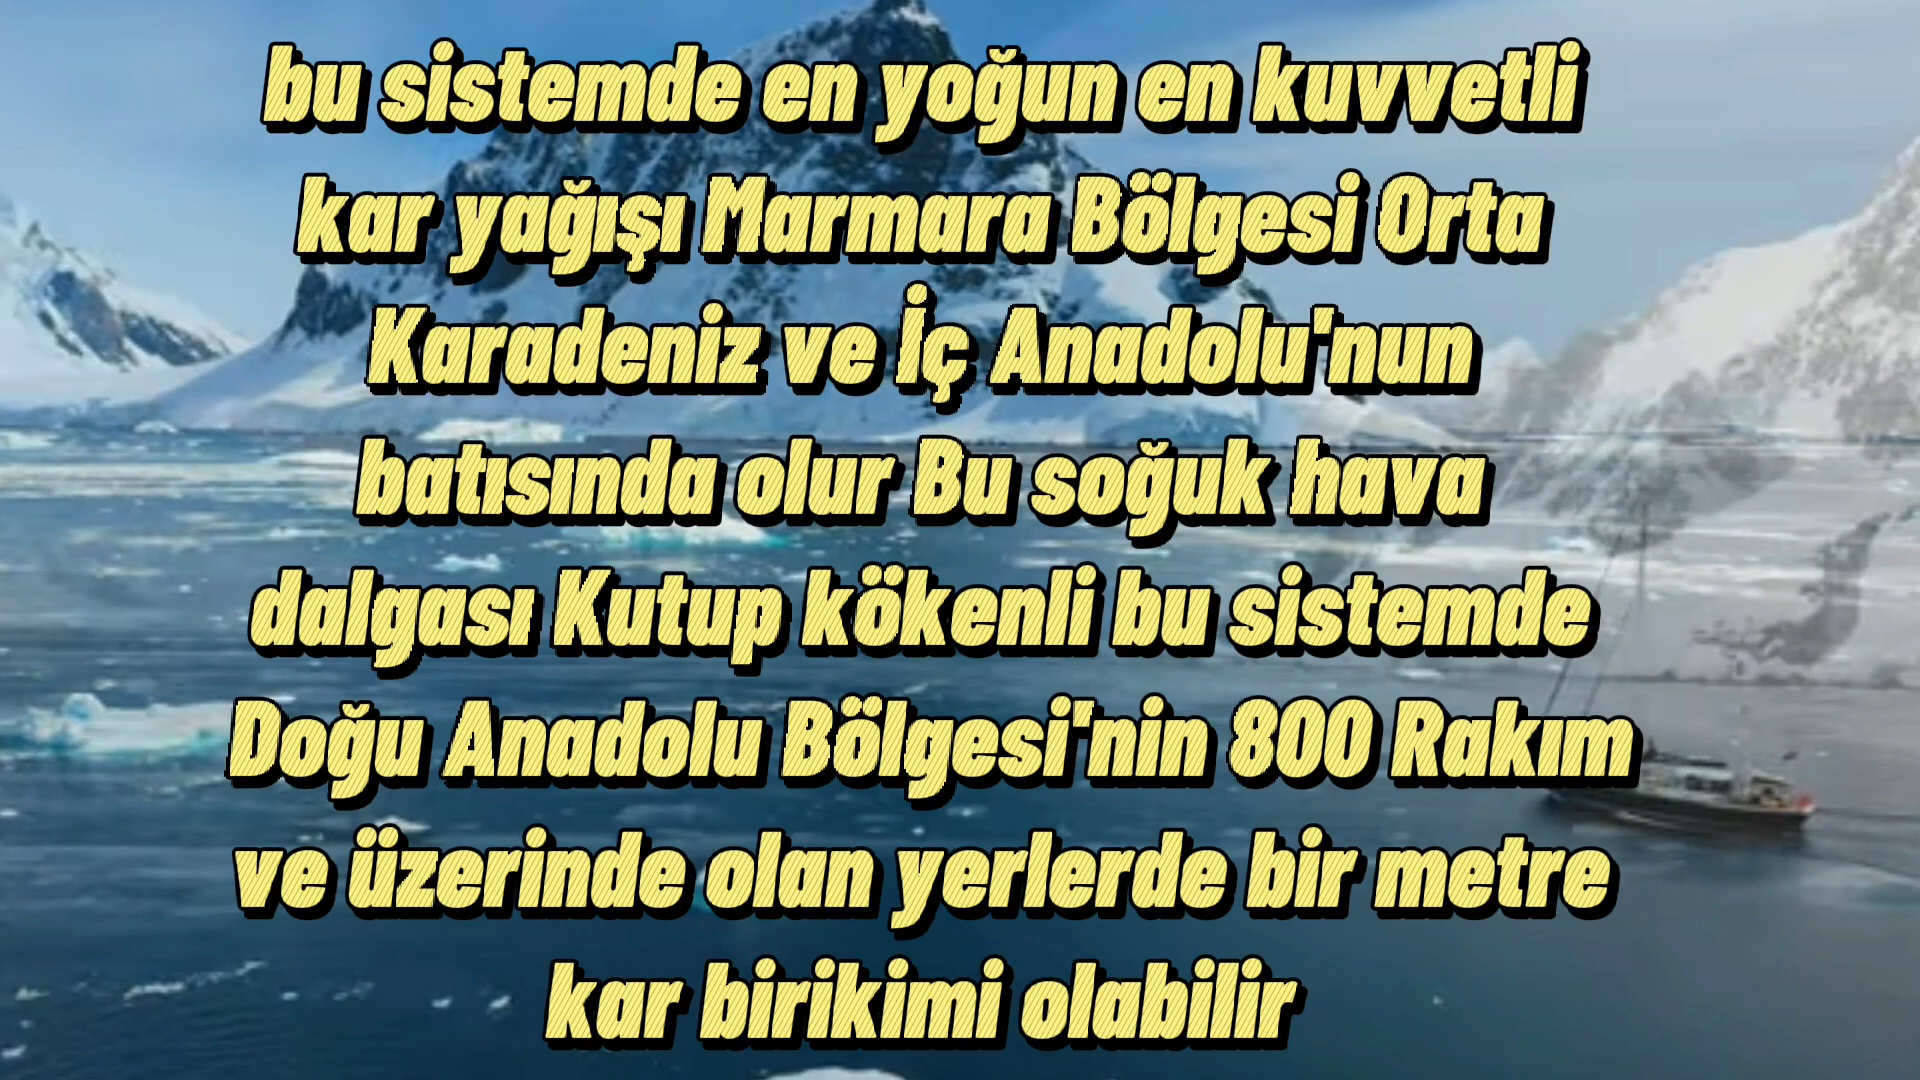 bu sistemde en yoğun en kuvvetli
kar yağışı Marmara Bölgesi Orta
Karadeniz ve İç Anadolu'nun
batısında olur Bu soğuk hava
dalgası Kutup kökenli bu sistemde
Doğu Anadolu Bölgesi'nin 800 Rakım
ve üzerinde olan yerlerde bir metre
kar birikimi olabilir